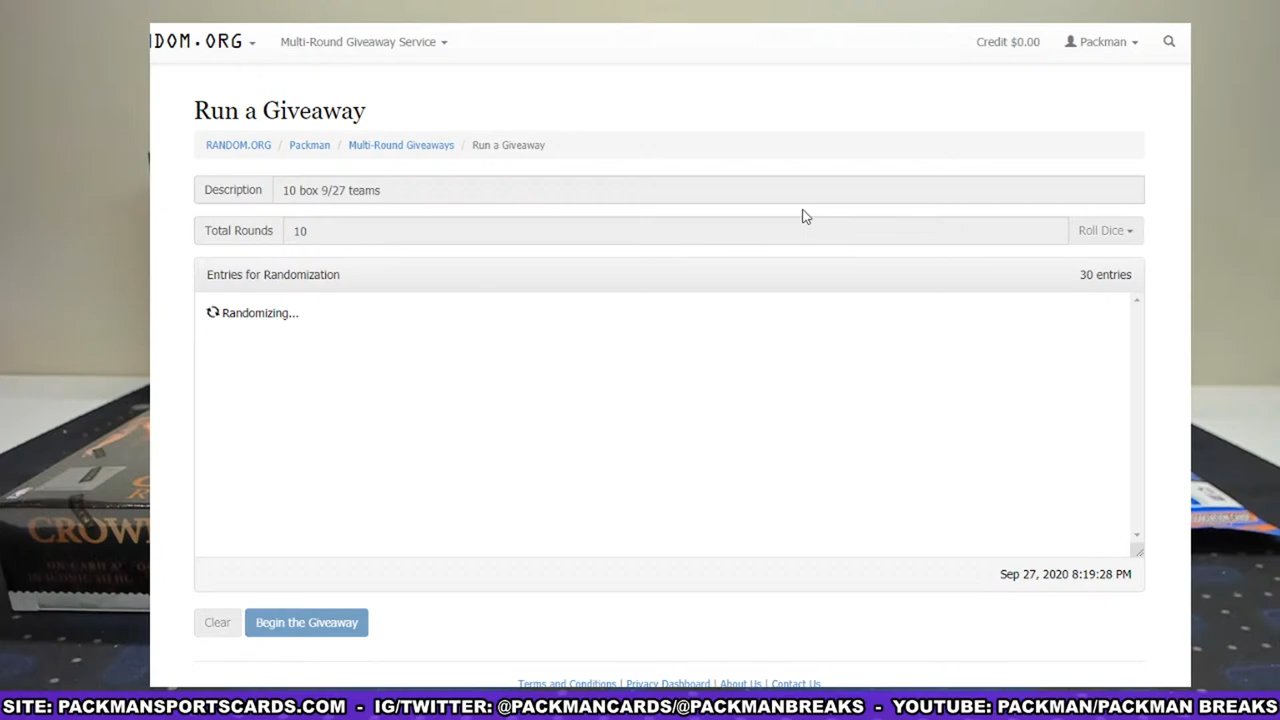 DOM.ORG Multi-Round Giveaway Service Credit $0.00 Packman
Run a Giveaway
RANDOM.ORG / Packman / Multi-Round Giveaways / Run a Giveaway
Description 10 box 9/27 teams
Total Rounds 10 Roll Dice
Entries for Randomization 30 entries
Randomizing...
CROW
Sep 27, 2020 8:19:28 PM
Clear Begin the Giveaway
Terms and Conditions | Privacy Dashboard | About Us | Contact Us
SITE: PACKMANSPORTSCARDS.COM - IG/TWITTER: @PACKMANCARDS/@PACKMANBREAKS - YOUTUBE: PACKMAN/PACKMAN BREAKS